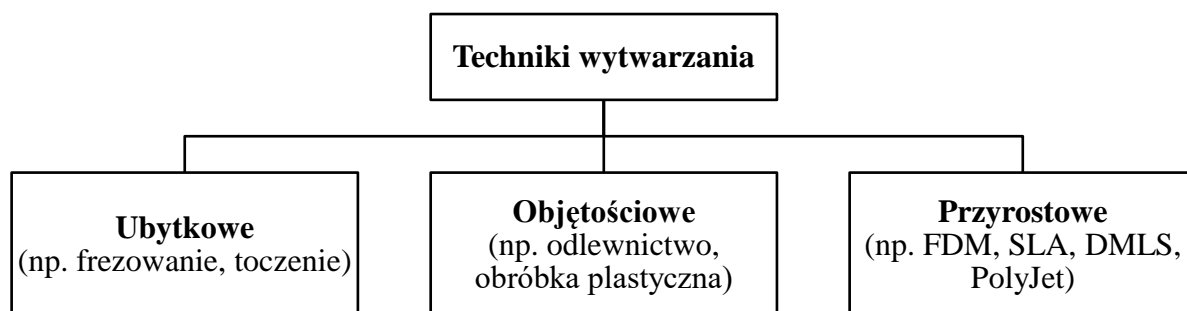 Techniki wytwarzania
Ubytkowe
(np. frezowanie, toczenie)
Objętościowe
(np. odlewnictwo,
obróbka plastyczna)
Przyrostowe
(np. FDM, SLA, DMLS,
PolyJet)